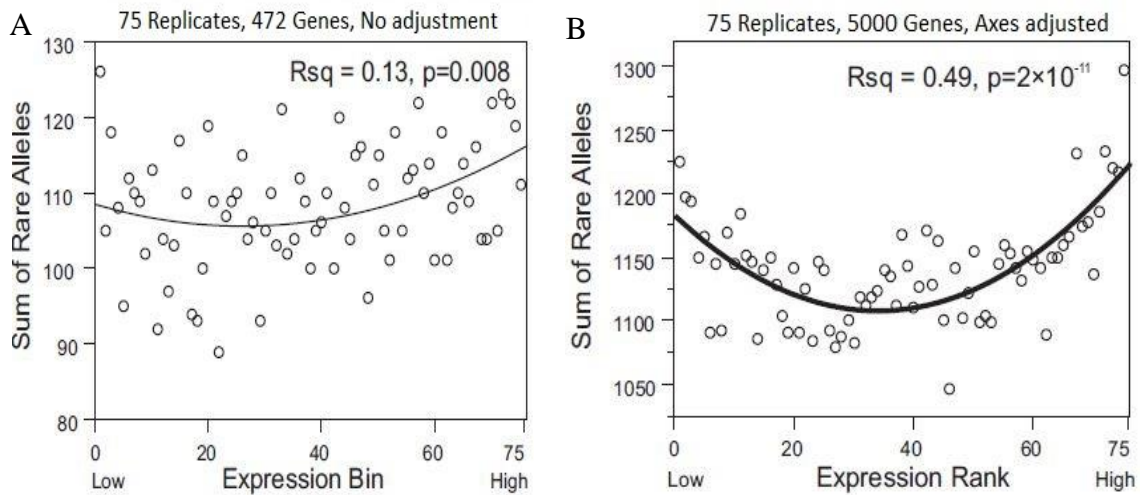 A
75 Replicates, 472 Genes, No adjustment
Rsq = 0.13, p=0.008
Sum of Rare Alleles
130
120
110
100
90
80
0 20 40 60 75
Low Expression Bin High
B
75 Replicates, 5000 Genes, Axes adjusted
Rsq = 0.49, p=2×10⁻¹¹
Sum of Rare Alleles
1300
1250
1200
1150
1100
1050
0 20 40 60 75
Low Expression Rank High